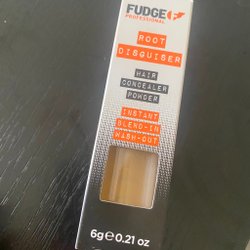 FUDGE
PROFESSIONAL
ROOT
DISGUISER
HAIR
CONCEALER
POWDER
INSTANT
BLEND-IN
WASH-OUT
6g ℮ 0.21 oz